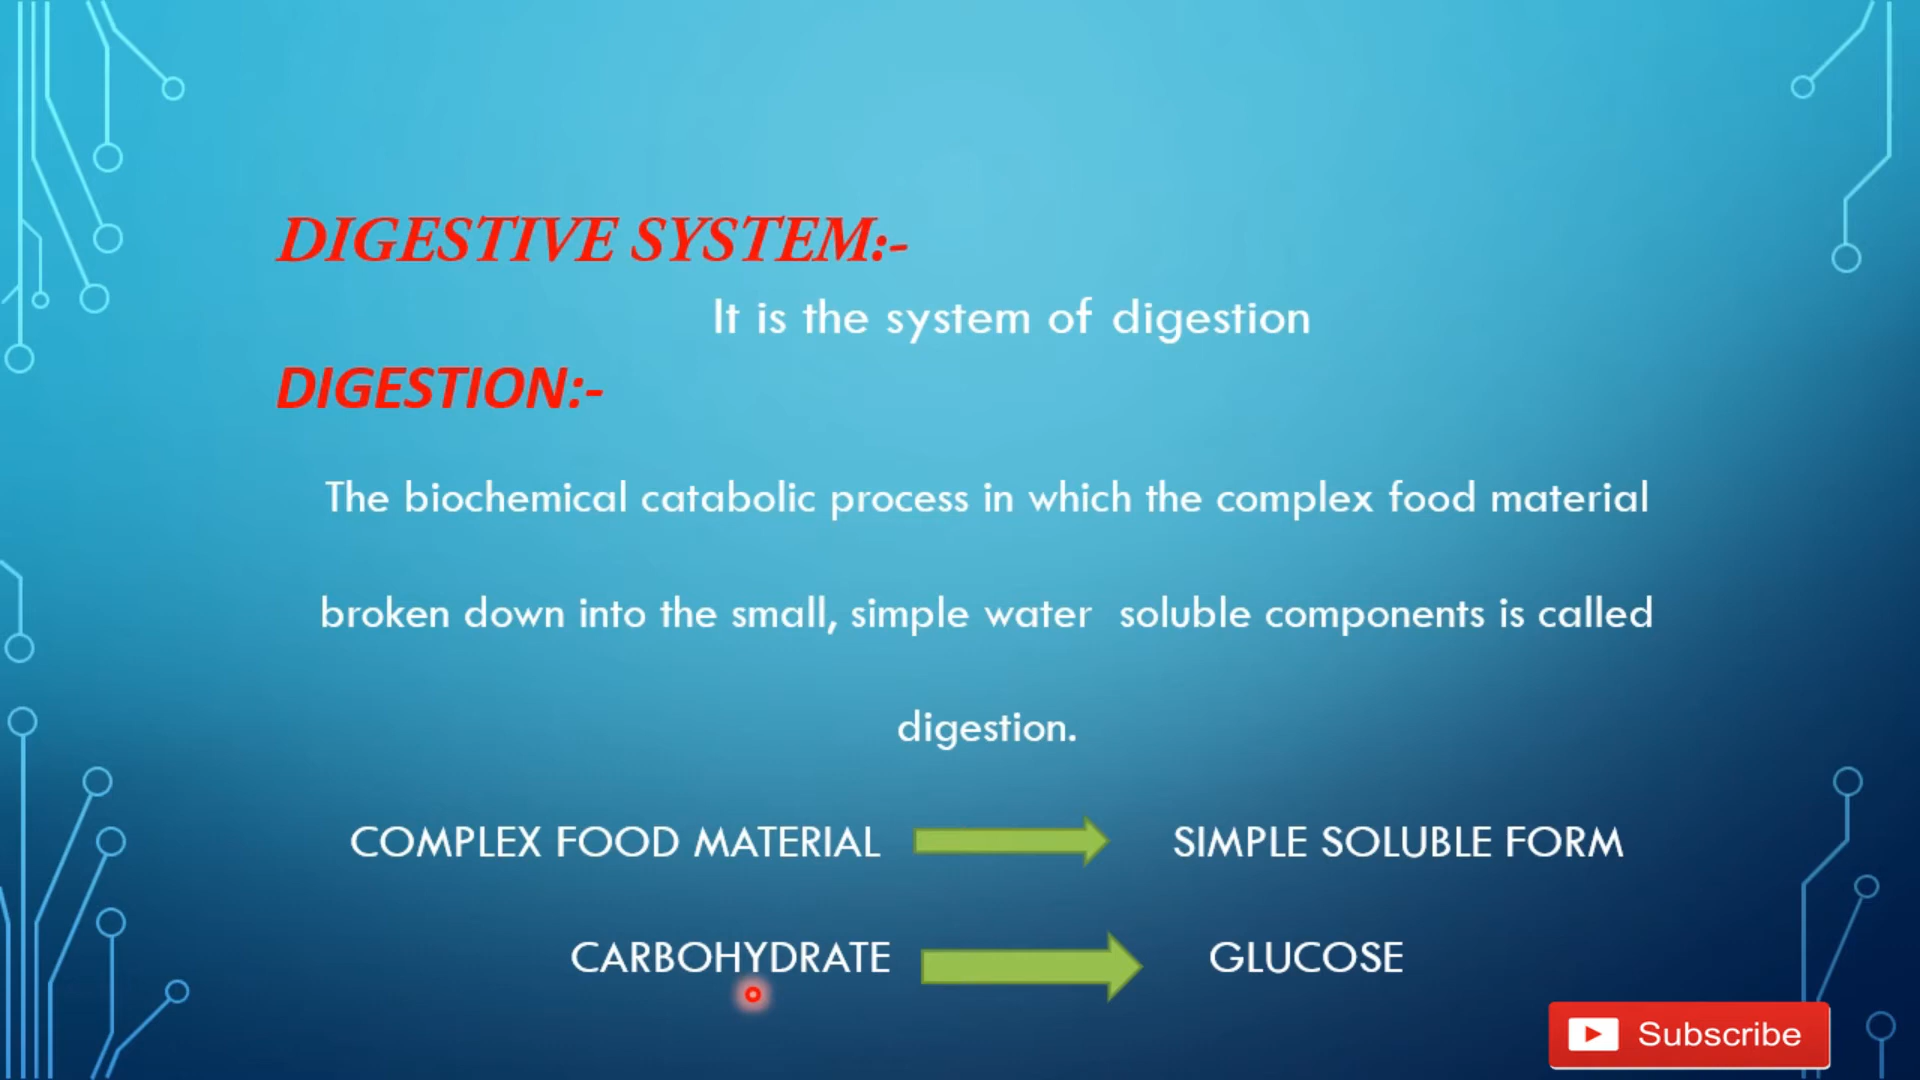 DIGESTIVE SYSTEM:-
It is the system of digestion
DIGESTION:-
The biochemical catabolic process in which the complex food material
broken down into the small, simple water soluble components is called
digestion.
COMPLEX FOOD MATERIAL SIMPLE SOLUBLE FORM
CARBOHYDRATE GLUCOSE
Subscribe